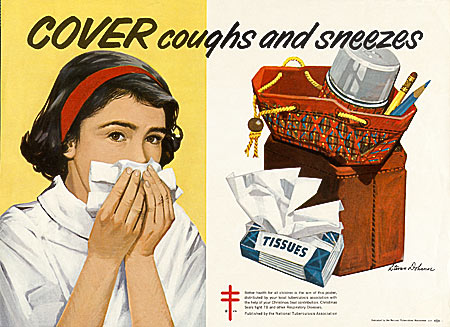 COVER coughs and sneezes
TISSUES
Better health for all citizens is the aim of this poster,
distributed by your local tuberculosis association with
the help of your Christmas Seal contribution. Christmas
Seals fight TB and other Respiratory Diseases.
Published by the National Tuberculosis Association